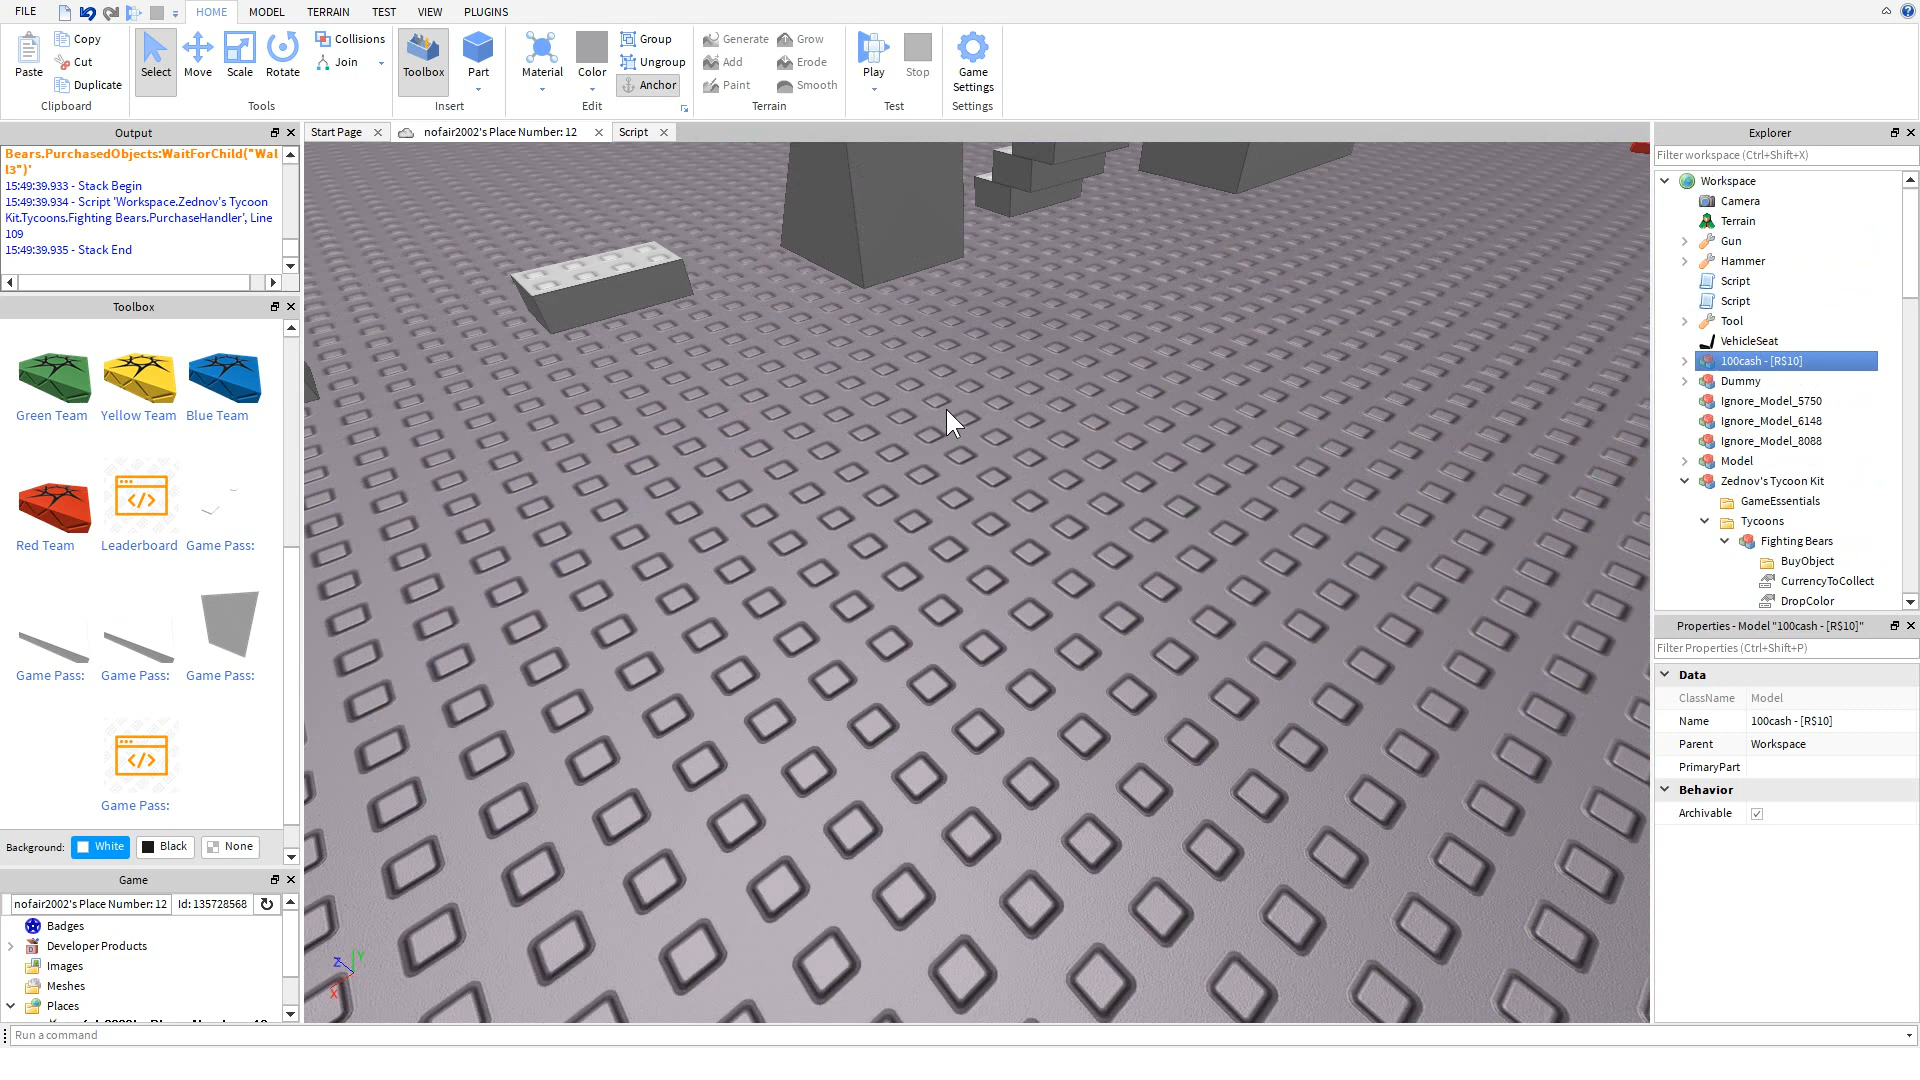 FILE
HOME
MODEL
TERRAIN
TEST
VIEW
PLUGINS
Paste
Copy
Cut
Duplicate
Clipboard
Select
Move
Scale
Rotate
Collisions
Join
Tools
Toolbox
Part
Insert
Material
Color
Group
Ungroup
Anchor
Edit
Generate
Grow
Add
Erode
Paint
Smooth
Terrain
Play
Stop
Test
Game
Settings
Settings
Output
Bears.PurchasedObjects:WaitForChild("Wal
l3")'
15:49:39.933 - Stack Begin
15:49:39.934 - Script 'Workspace.Zednov's Tycoon
Kit.Tycoons.Fighting Bears.PurchaseHandler', Line
109
15:49:39.935 - Stack End
Toolbox
Green Team
Yellow Team
Blue Team
Red Team
Leaderboard
Game Pass:
Game Pass:
Game Pass:
Game Pass:
Game Pass:
Background:
White
Black
None
Game
nofair2002's Place Number: 12
Id: 135728568
Badges
Developer Products
Images
Meshes
Places
Run a command
Start Page
nofair2002's Place Number: 12
Script
Y
Z
X
Explorer
Filter workspace (Ctrl+Shift+X)
Workspace
Camera
Terrain
Gun
Hammer
Script
Script
Tool
VehicleSeat
100cash - [R$10]
Dummy
Ignore_Model_5750
Ignore_Model_6148
Ignore_Model_8088
Model
Zednov's Tycoon Kit
GameEssentials
Tycoons
Fighting Bears
BuyObject
CurrencyToCollect
DropColor
Properties - Model "100cash - [R$10]"
Filter Properties (Ctrl+Shift+P)
Data
ClassName Model
Name 100cash - [R$10]
Parent Workspace
PrimaryPart
Behavior
Archivable